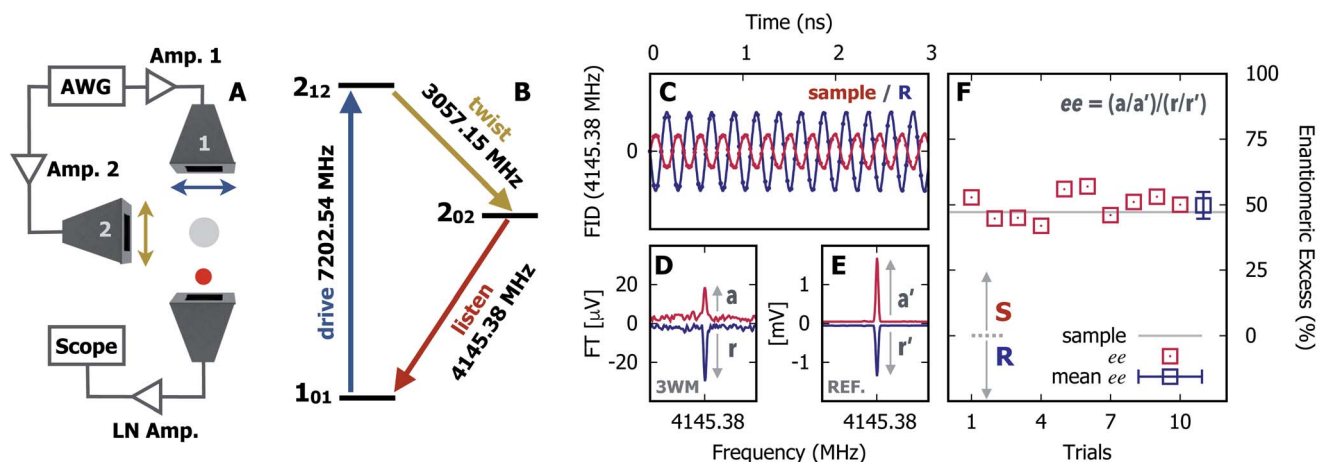 A
Amp. 1
AWG
1
Amp. 2
2
Scope
LN Amp.
B
2₁₂
twist
3057.15 MHz
2₀₂
drive 7202.54 MHz
listen
4145.38 MHz
1₀₁
Time (ns)
0 1 2 3
C
sample / R
FID (4145.38 MHz)
0
D
a
r
FT [μV]
20
0
-20
3WM
4145.38
E
a′
r′
[mV]
1
0
-1
REF.
4145.38
Frequency (MHz)
F
ee = (a/a′)/(r/r′)
100
75
50
25
0
Enantiomeric Excess (%)
S
R
sample
ee
mean ee
1 4 7 10
Trials